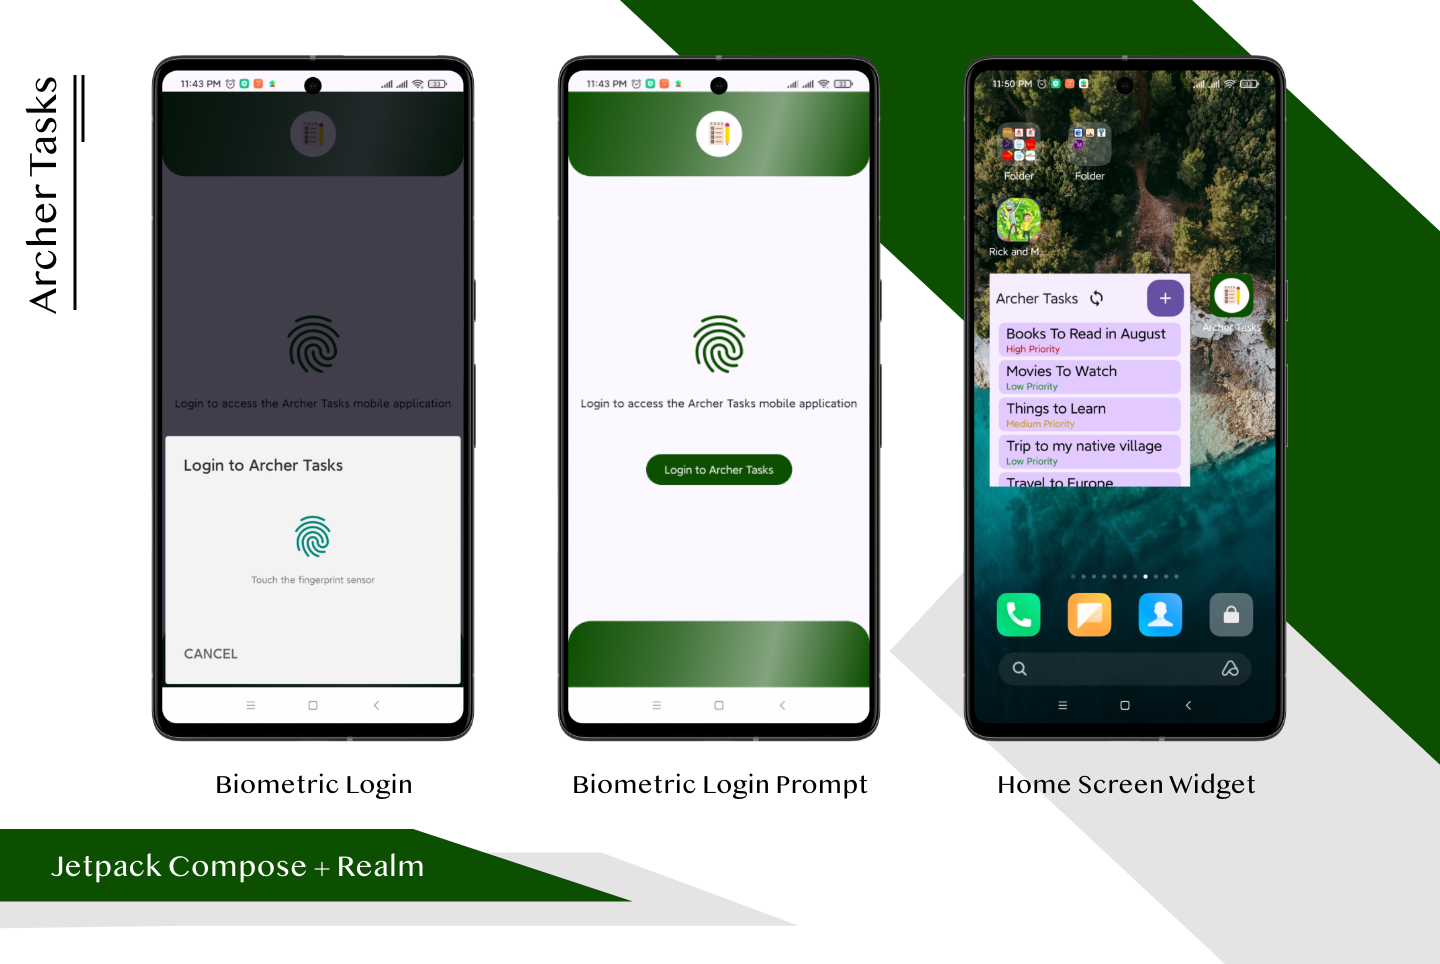 Archer Tasks
11:43 PM
33
Login to access the Archer Tasks mobile application
Login to Archer Tasks
Touch the fingerprint sensor
CANCEL
Biometric Login
11:43 PM
33
Login to access the Archer Tasks mobile application
Login to Archer Tasks
Biometric Login Prompt
11:50 PM
Folder
Folder
Rick and M...
Archer Tasks
+
Archer Tasks
Books To Read in August
High Priority
Movies To Watch
Low Priority
Things to Learn
Medium Priority
Trip to my native village
Low Priority
Travel to Europe
Home Screen Widget
Jetpack Compose + Realm